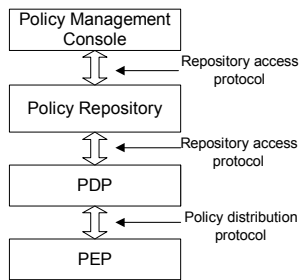 Policy Management
Console
Repository access
protocol
Policy Repository
Repository access
protocol
PDP
Policy distribution
protocol
PEP